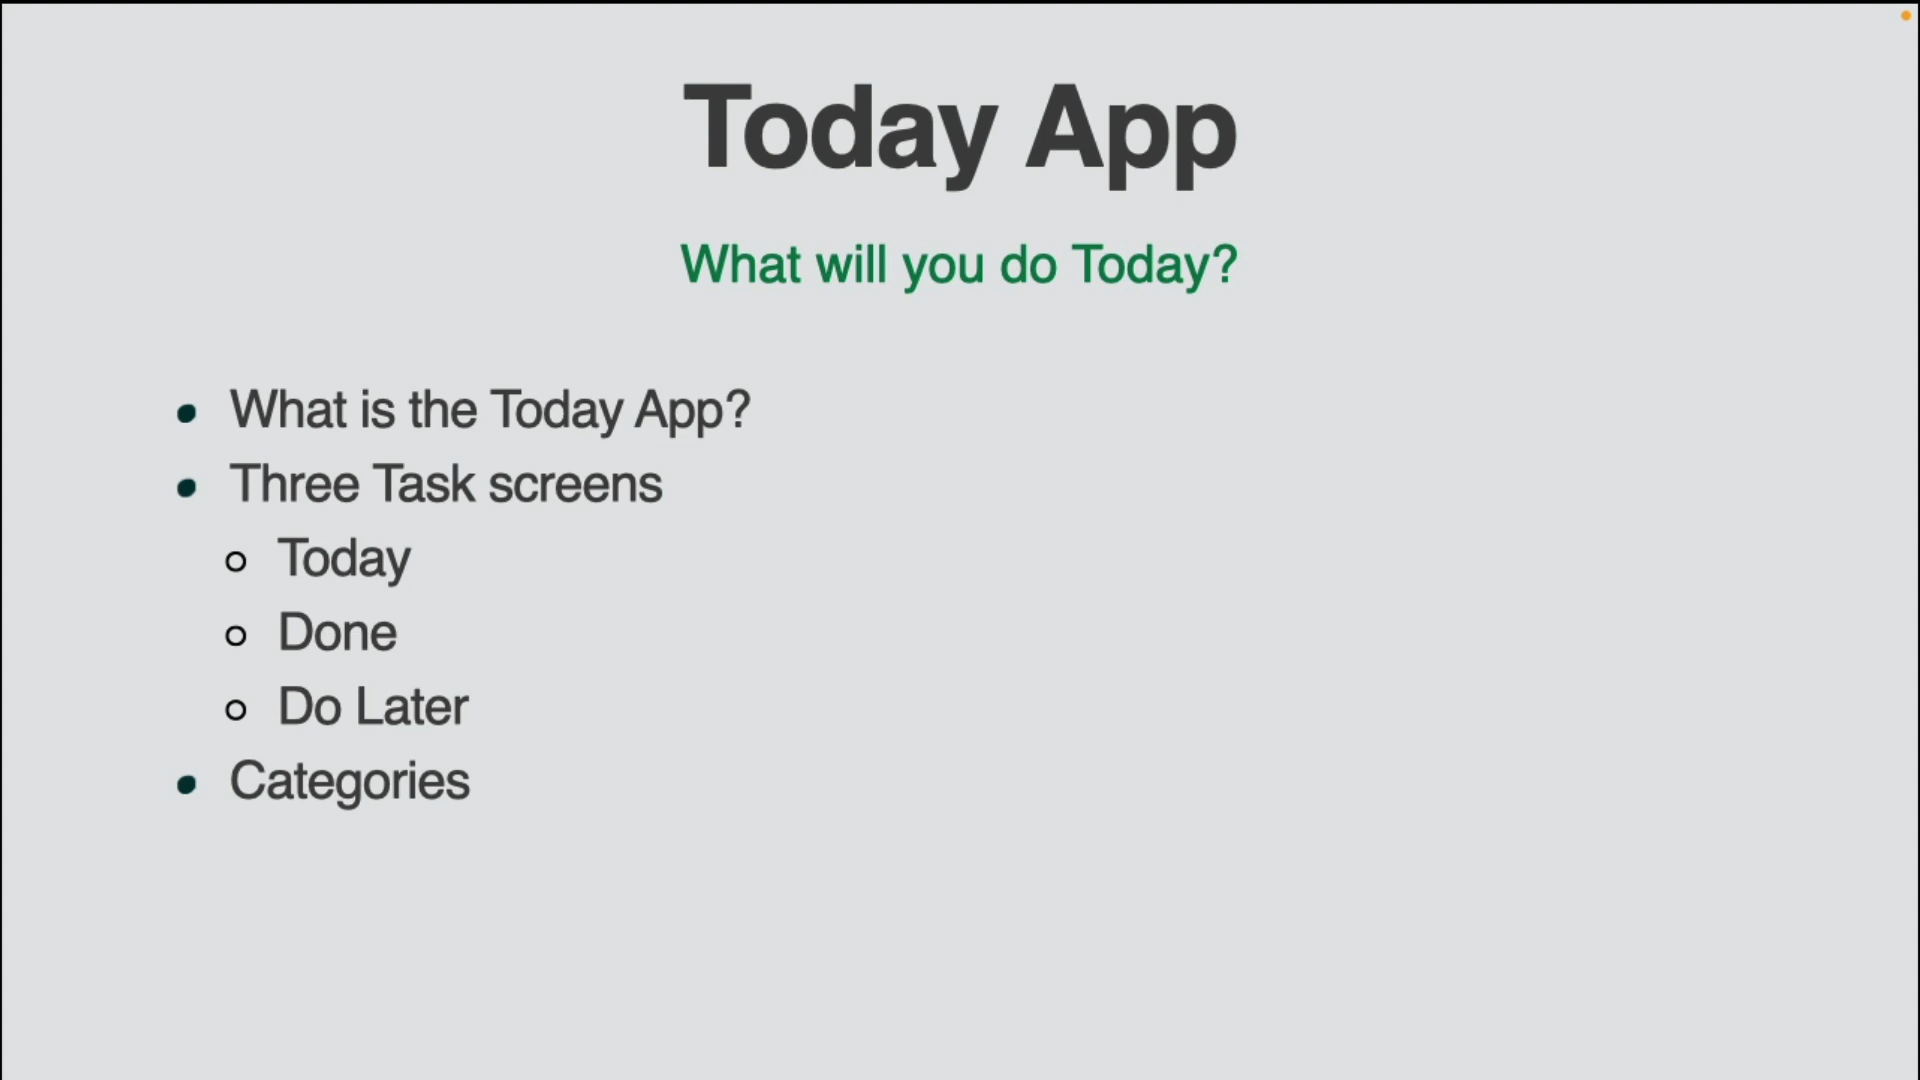 Today App
What will you do Today?
What is the Today App?
Three Task screens
Today
Done
Do Later
Categories